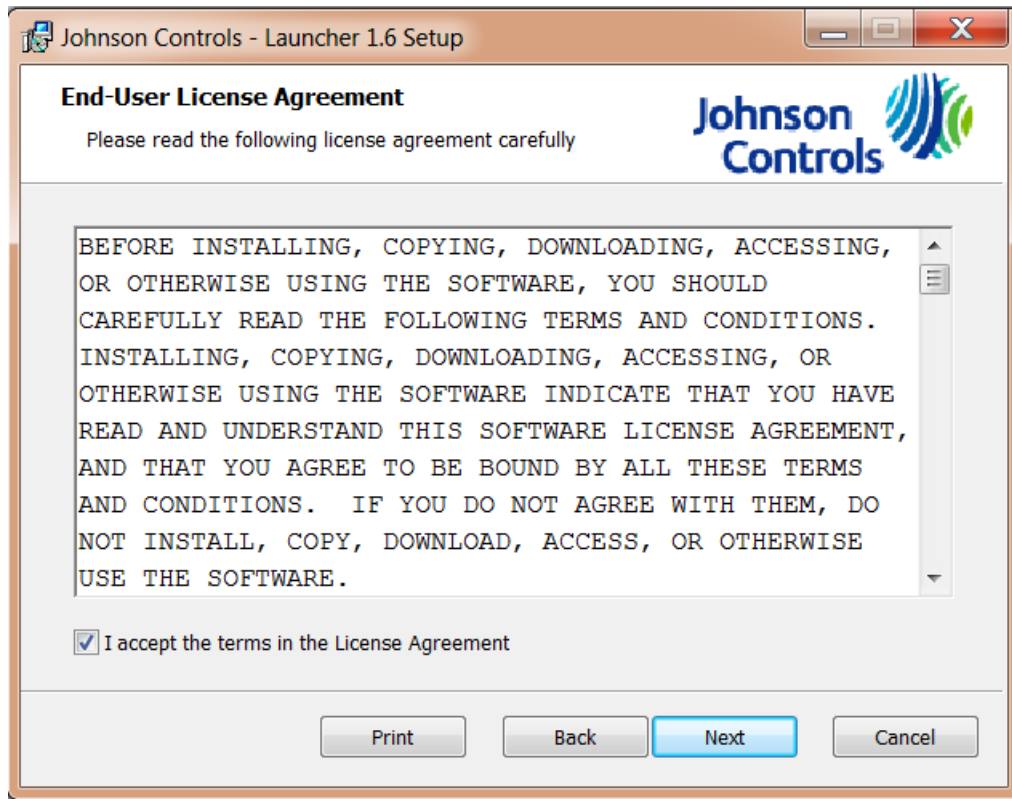 Johnson Controls - Launcher 1.6 Setup
End-User License Agreement
Please read the following license agreement carefully
Johnson
Controls
BEFORE INSTALLING, COPYING, DOWNLOADING, ACCESSING,
OR OTHERWISE USING THE SOFTWARE, YOU SHOULD
CAREFULLY READ THE FOLLOWING TERMS AND CONDITIONS.
INSTALLING, COPYING, DOWNLOADING, ACCESSING, OR
OTHERWISE USING THE SOFTWARE INDICATE THAT YOU HAVE
READ AND UNDERSTAND THIS SOFTWARE LICENSE AGREEMENT,
AND THAT YOU AGREE TO BE BOUND BY ALL THESE TERMS
AND CONDITIONS.  IF YOU DO NOT AGREE WITH THEM, DO
NOT INSTALL, COPY, DOWNLOAD, ACCESS, OR OTHERWISE
USE THE SOFTWARE.
I accept the terms in the License Agreement
Print Back Next Cancel